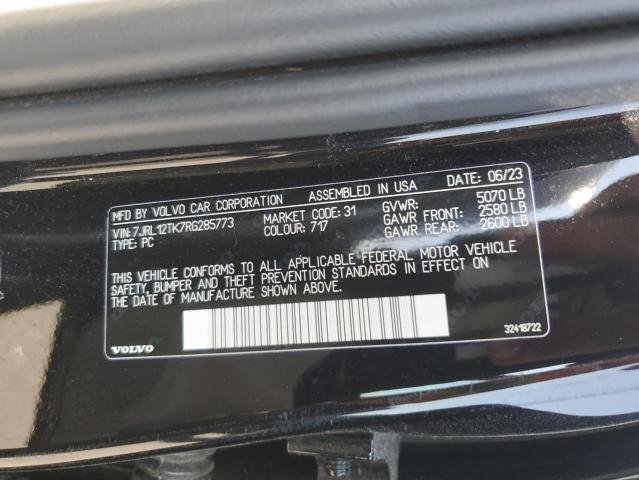 MFD. BY VOLVO CAR CORPORATION ASSEMBLED IN USA DATE: 06/23
VIN: 7JRL12TK7RG285773 MARKET CODE: 31 GVWR: 5070 LB
TYPE: PC COLOUR: 717 GAWR FRONT: 2580 LB
GAWR REAR: 2600 LB
THIS VEHICLE CONFORMS TO ALL APPLICABLE FEDERAL MOTOR VEHICLE
SAFETY, BUMPER AND THEFT PREVENTION STANDARDS IN EFFECT ON
THE DATE OF MANUFACTURE SHOWN ABOVE.
VOLVO 32418722